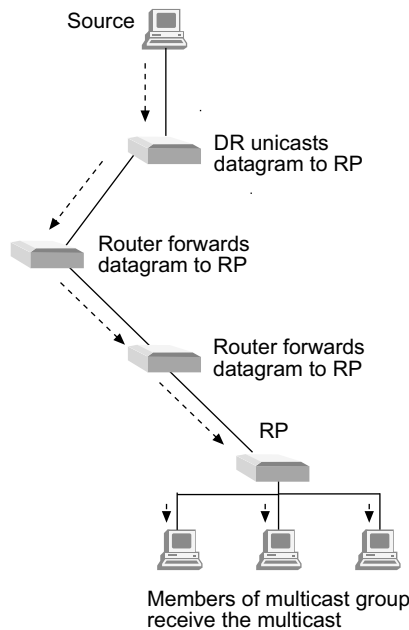 Source
DR unicasts
datagram to RP
Router forwards
datagram to RP
Router forwards
datagram to RP
RP
Members of multicast group
receive the multicast